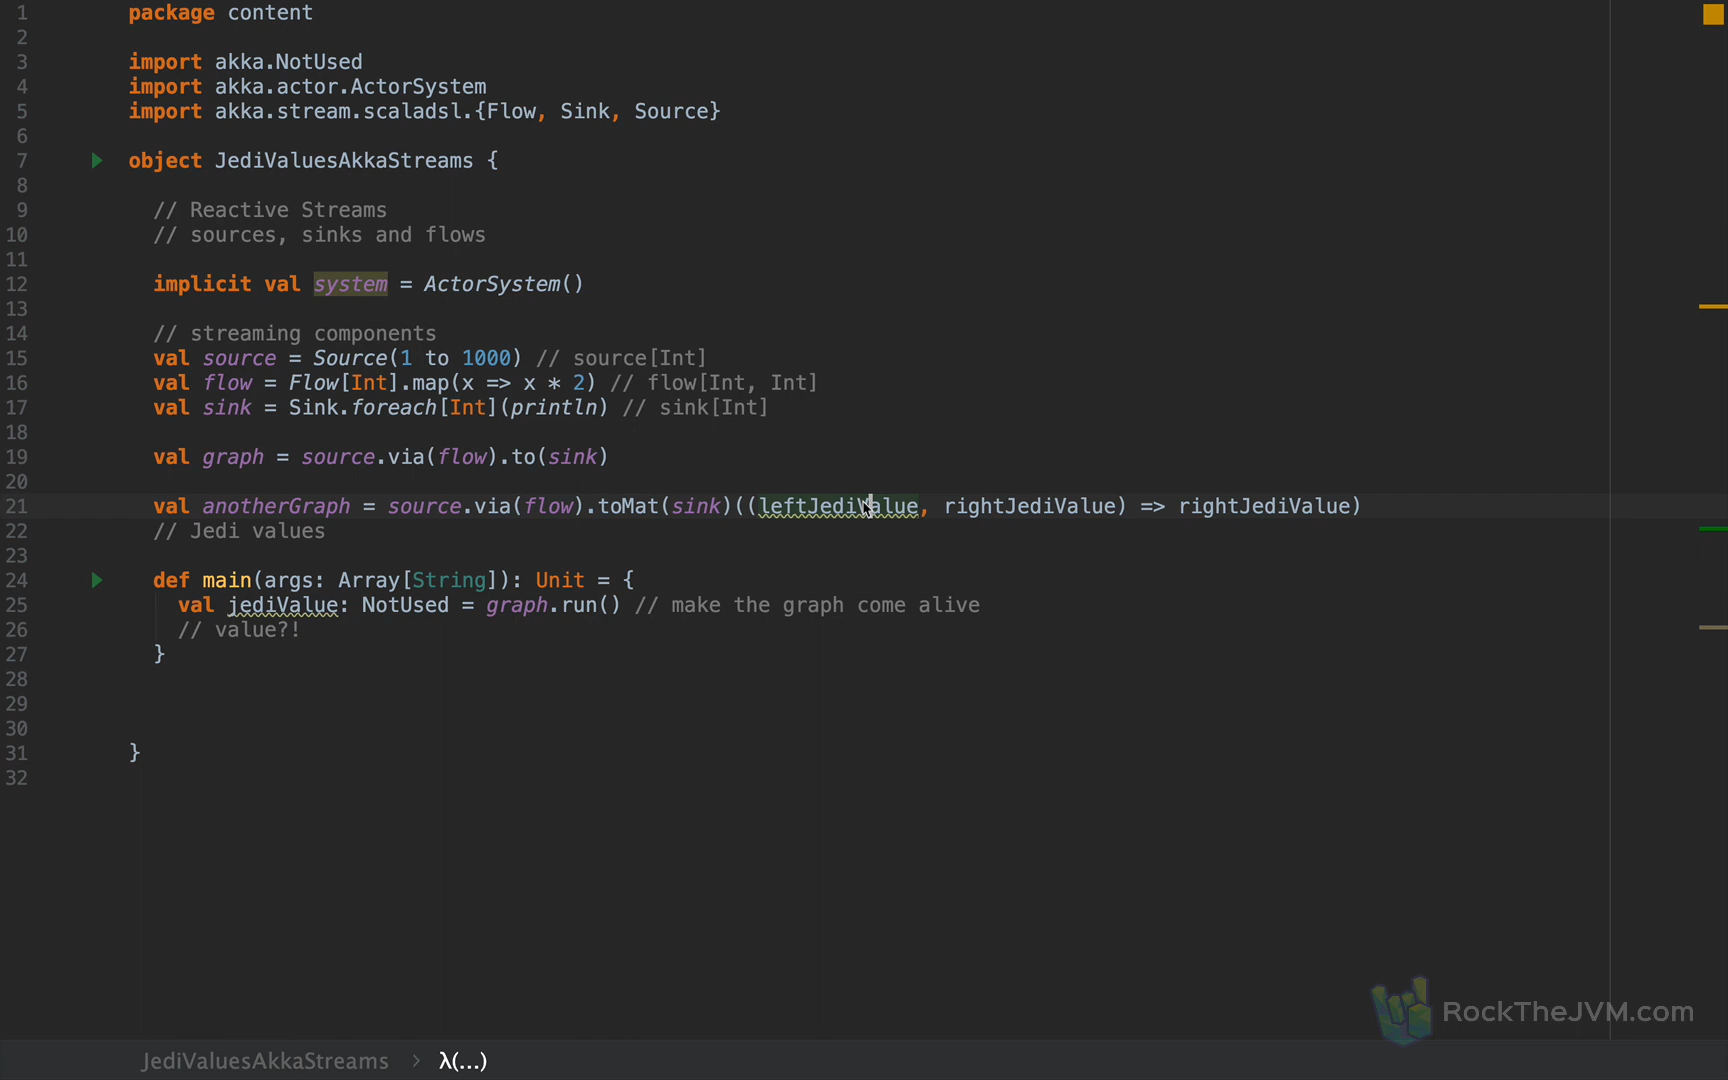 1 package content
2
3 import akka.NotUsed
4 import akka.actor.ActorSystem
5 import akka.stream.scaladsl.{Flow, Sink, Source}
6
7 object JediValuesAkkaStreams {
8
9 // Reactive Streams
10 // sources, sinks and flows
11
12 implicit val system = ActorSystem()
13
14 // streaming components
15 val source = Source(1 to 1000) // source[Int]
16 val flow = Flow[Int].map(x => x * 2) // flow[Int, Int]
17 val sink = Sink.foreach[Int](println) // sink[Int]
18
19 val graph = source.via(flow).to(sink)
20
21 val anotherGraph = source.via(flow).toMat(sink)((leftJediValue, rightJediValue) => rightJediValue)
22 // Jedi values
23
24 def main(args: Array[String]): Unit = {
25 val jediValue: NotUsed = graph.run() // make the graph come alive
26 // value?!
27 }
28
29
30
31 }
32
RockTheJVM.com
JediValuesAkkaStreams > λ(...)